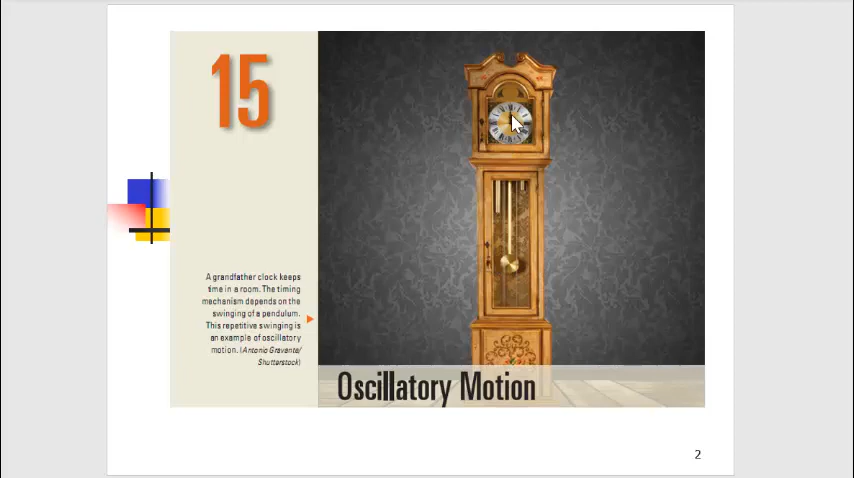 15
A grandfather clock keeps
time in a room. The timing
mechanism depends on the
swinging of a pendulum.
This repetitive swinging is
an example of oscillatory
motion. (Antonio Gravante/
Shutterstock)
Oscillatory Motion
2